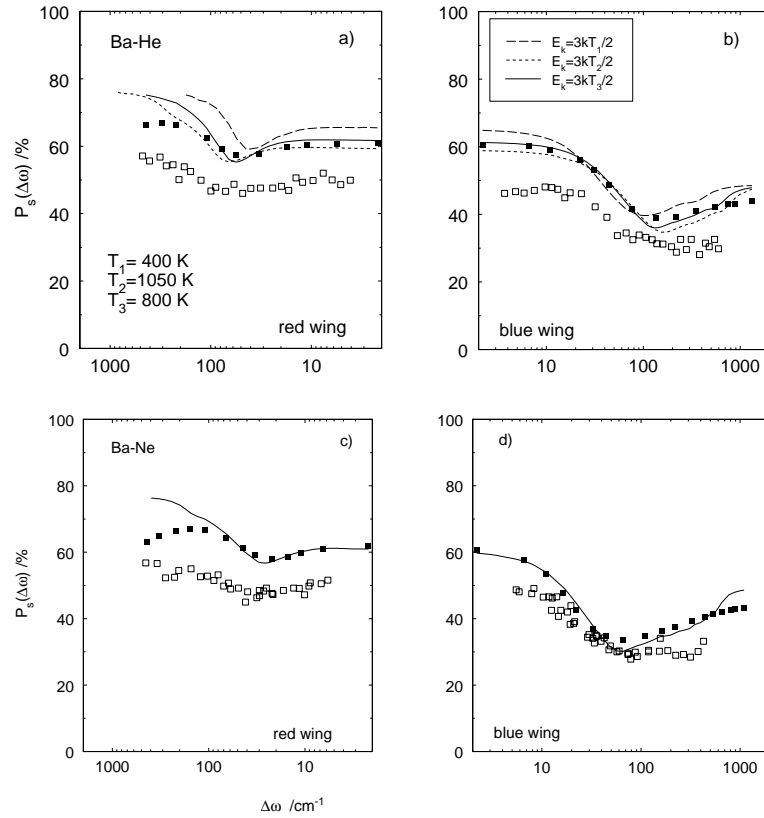 100
80
60
40
20
0
P_s(Δω) /%
Ba-He
a)
T_1= 400 K
T_2=1050 K
T_3= 800 K
red wing
1000
100
10
100
80
60
40
20
0
b)
E_k=3kT_1/2
E_k=3kT_2/2
E_k=3kT_3/2
blue wing
10
100
1000
100
80
60
40
20
0
P_s(Δω) /%
Ba-Ne
c)
red wing
1000
100
10
Δω /cm⁻¹
100
80
60
40
20
0
d)
blue wing
10
100
1000